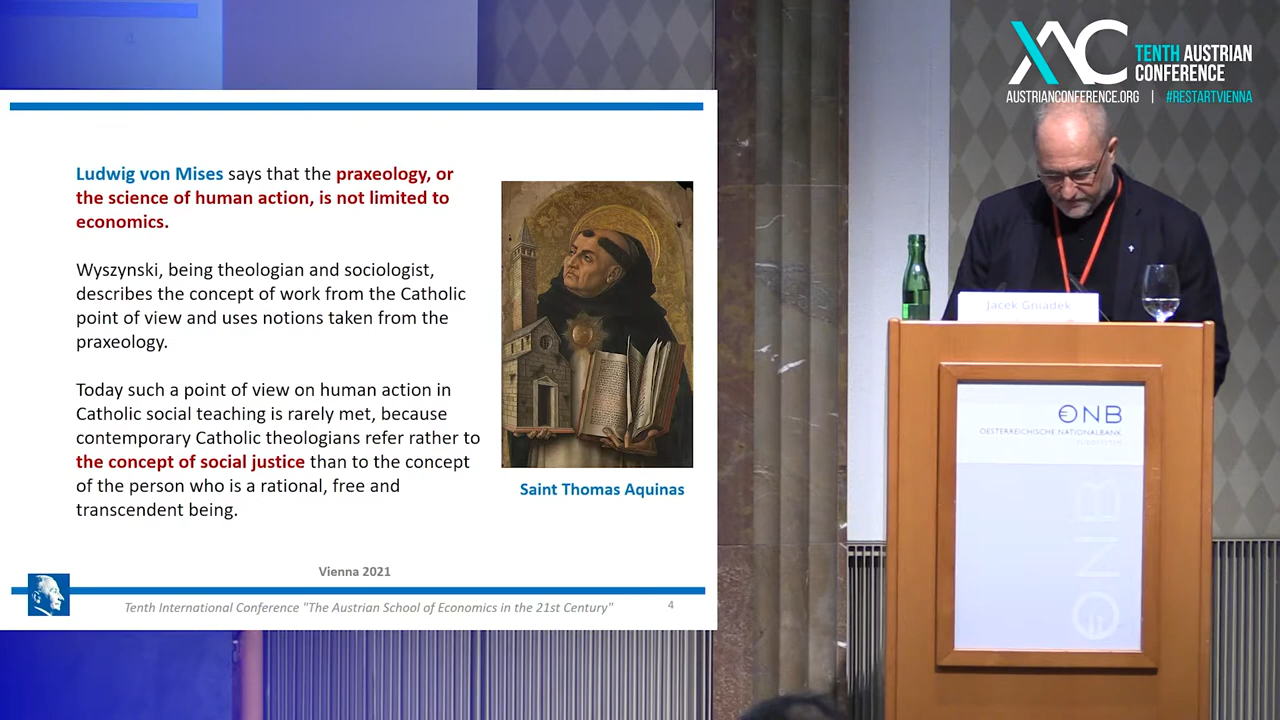 Ludwig von Mises says that the praxeology, or
the science of human action, is not limited to
economics.
Wyszynski, being theologian and sociologist,
describes the concept of work from the Catholic
point of view and uses notions taken from the
praxeology.
Today such a point of view on human action in
Catholic social teaching is rarely met, because
contemporary Catholic theologians refer rather to
the concept of social justice than to the concept
of the person who is a rational, free and
transcendent being.
Saint Thomas Aquinas
Vienna 2021
Tenth International Conference "The Austrian School of Economics in the 21st Century"
4
XAC
TENTH AUSTRIAN
CONFERENCE
AUSTRIANCONFERENCE.ORG | #RESTARTVIENNA
Jacek Gniadek
ONB
OESTERREICHISCHE NATIONALBANK
EUROSYSTEM
ONB